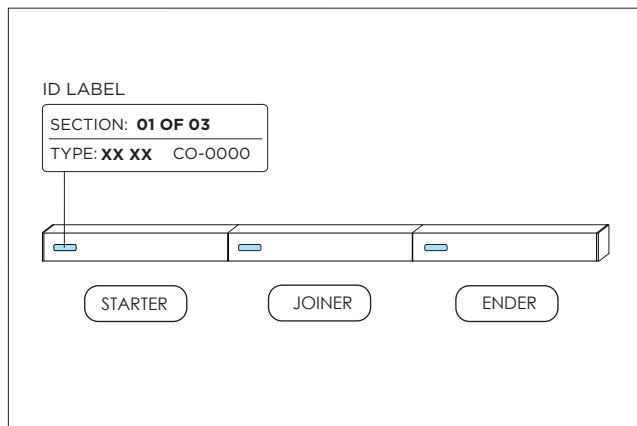 ID LABEL
SECTION: 01 OF 03
TYPE: XX XX CO-0000
STARTER
JOINER
ENDER